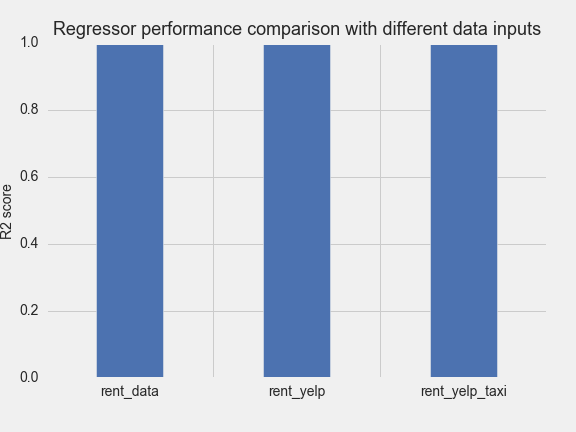 Regressor performance comparison with different data inputs
1.0
0.8
0.6
0.4
0.2
0.0
R2 score
rent_data
rent_yelp
rent_yelp_taxi